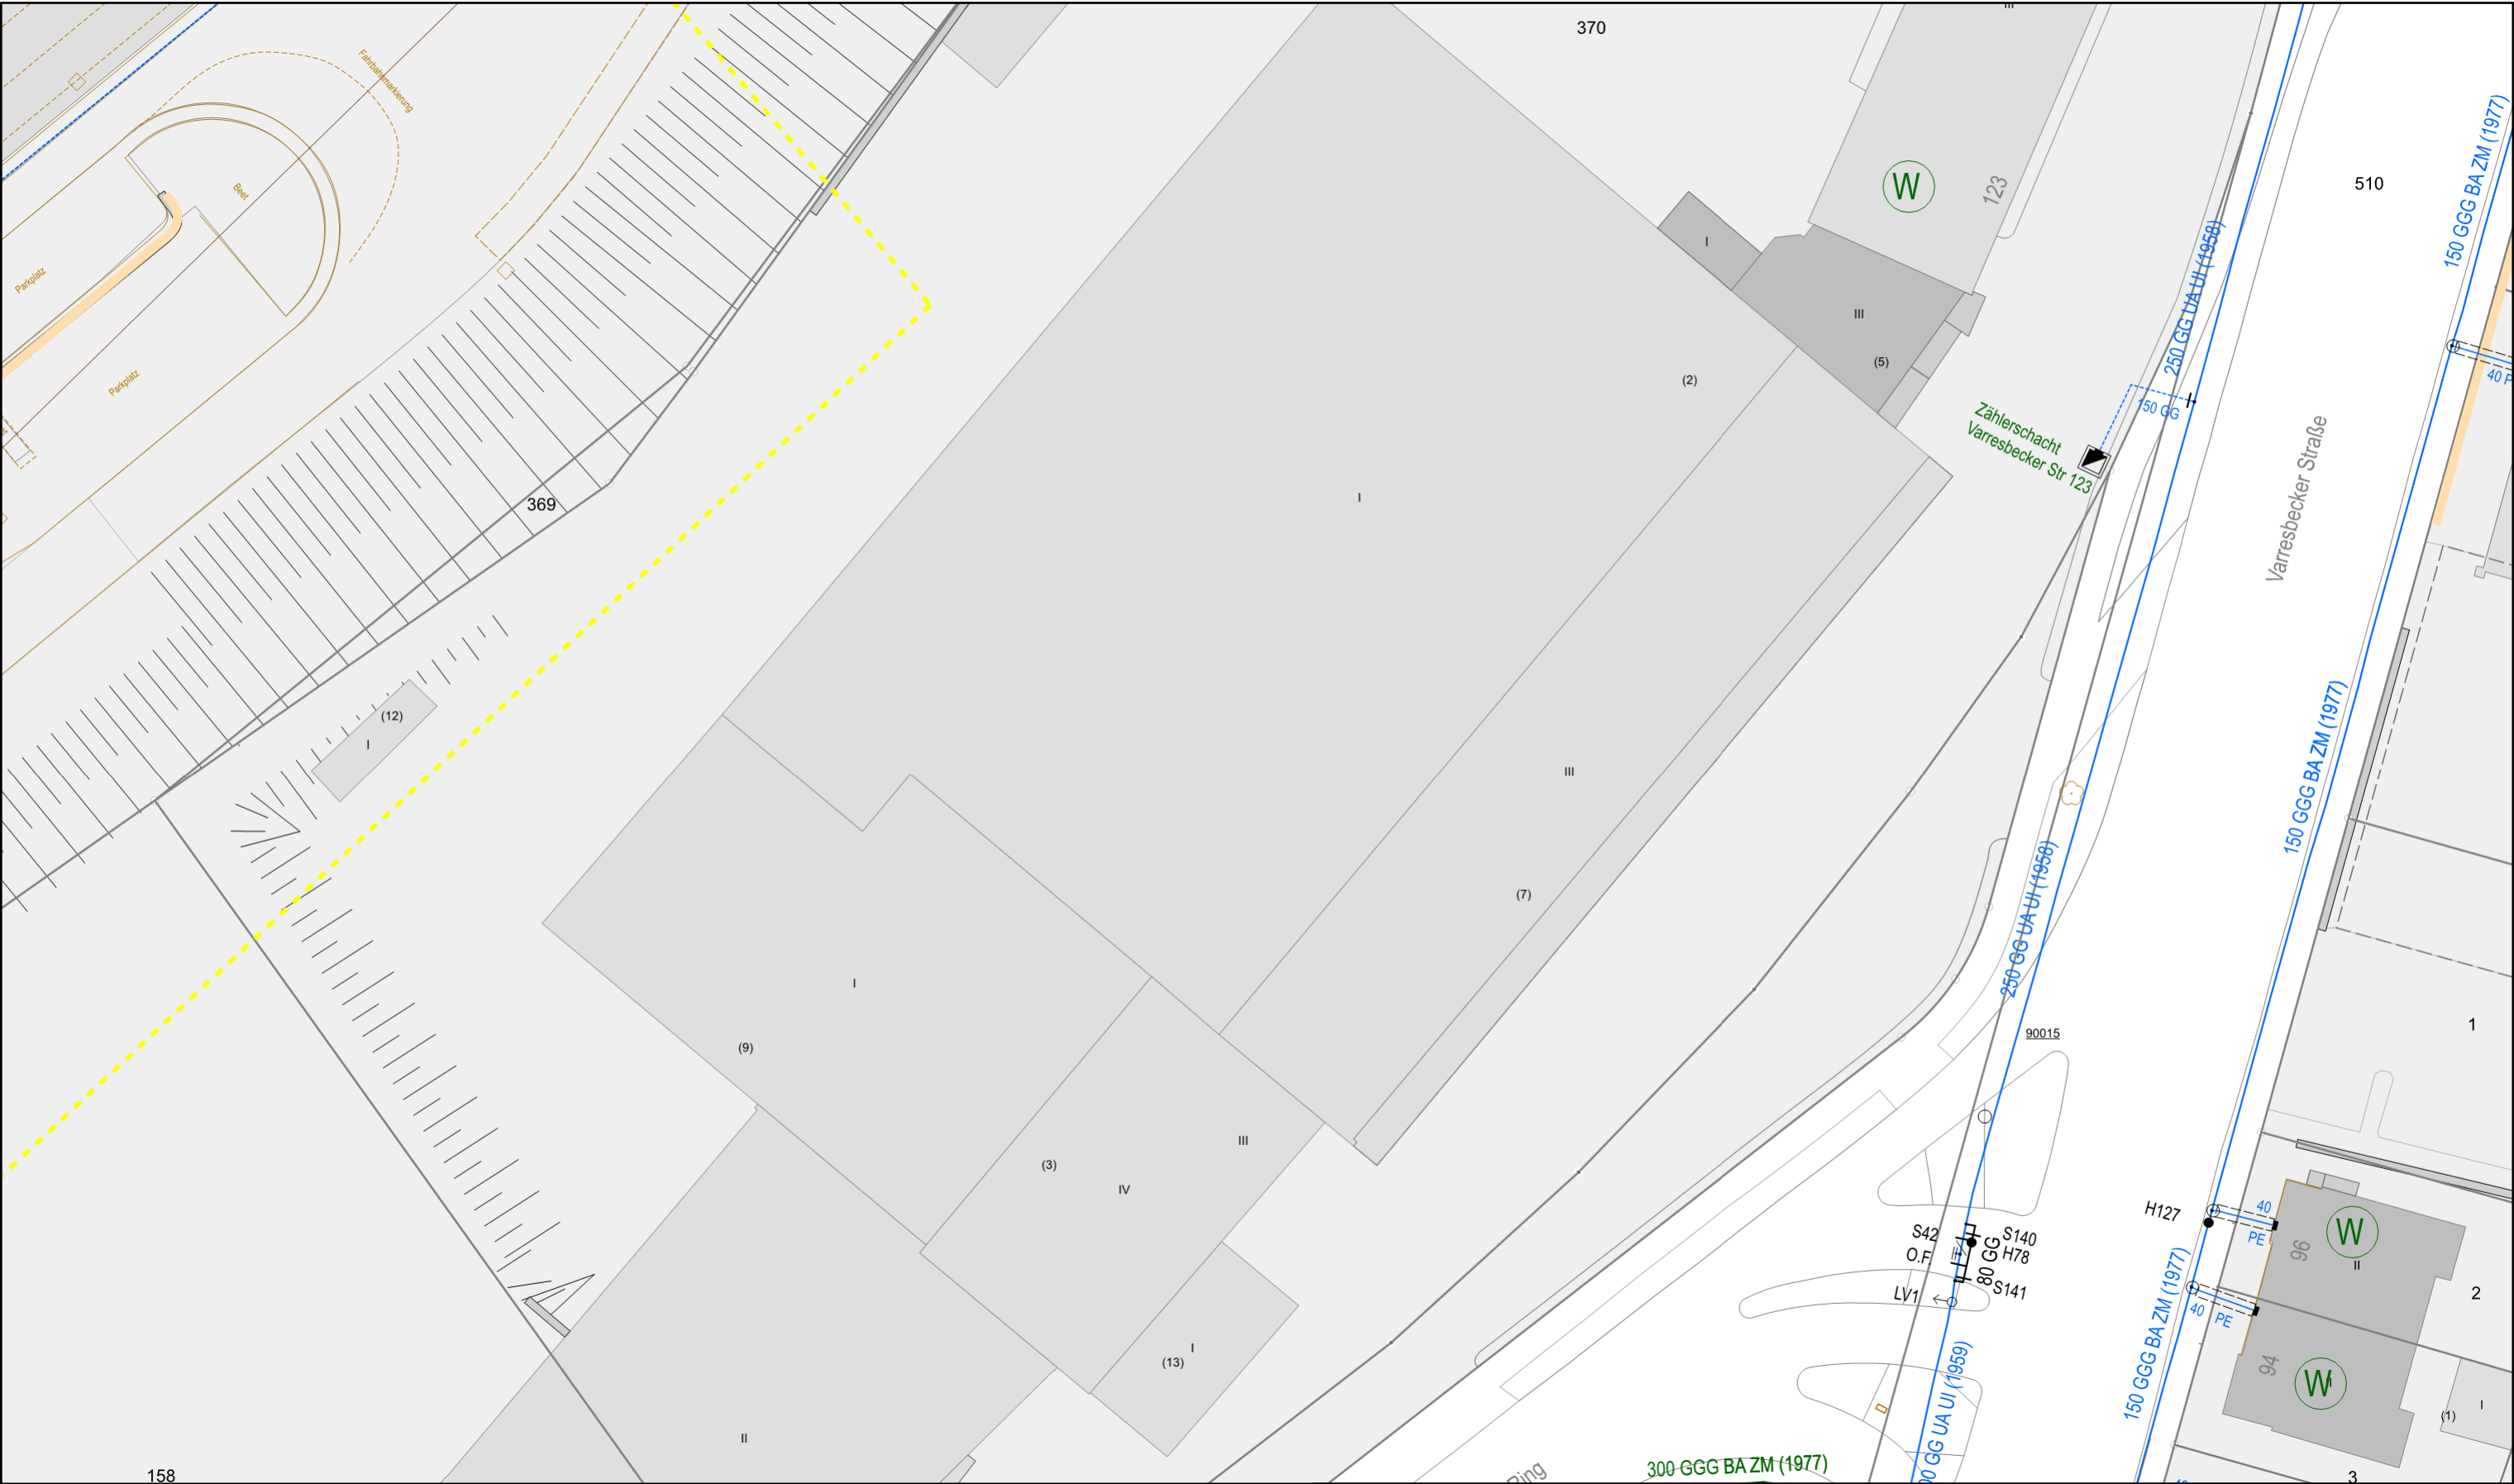 370
III
Fahrbahnmarkierung
Beet
Parkplatz
Parkplatz
W
123
510
150 GGG BA ZM (1977)
I
III
(5)
(2)
250 GG UA UI (1958)
150 GG
40 P
Zählerschacht
Varresbecker Str 123
Varresbecker Straße
369
I
(12)
I
III
(7)
150 GGG BA ZM (1977)
250 GG UA UI (1958)
90015
1
I
(9)
III
(3)
IV
H127
40
PE
W
96
II
S42
S140
O.F.
H78
80 GG
S141
LV1
40
PE
2
94
W
I
(13)
150 GGG BA ZM (1977)
00 GG UA UI (1959)
(1)
I
II
158
Ring
300 GGG BA ZM (1977)
3